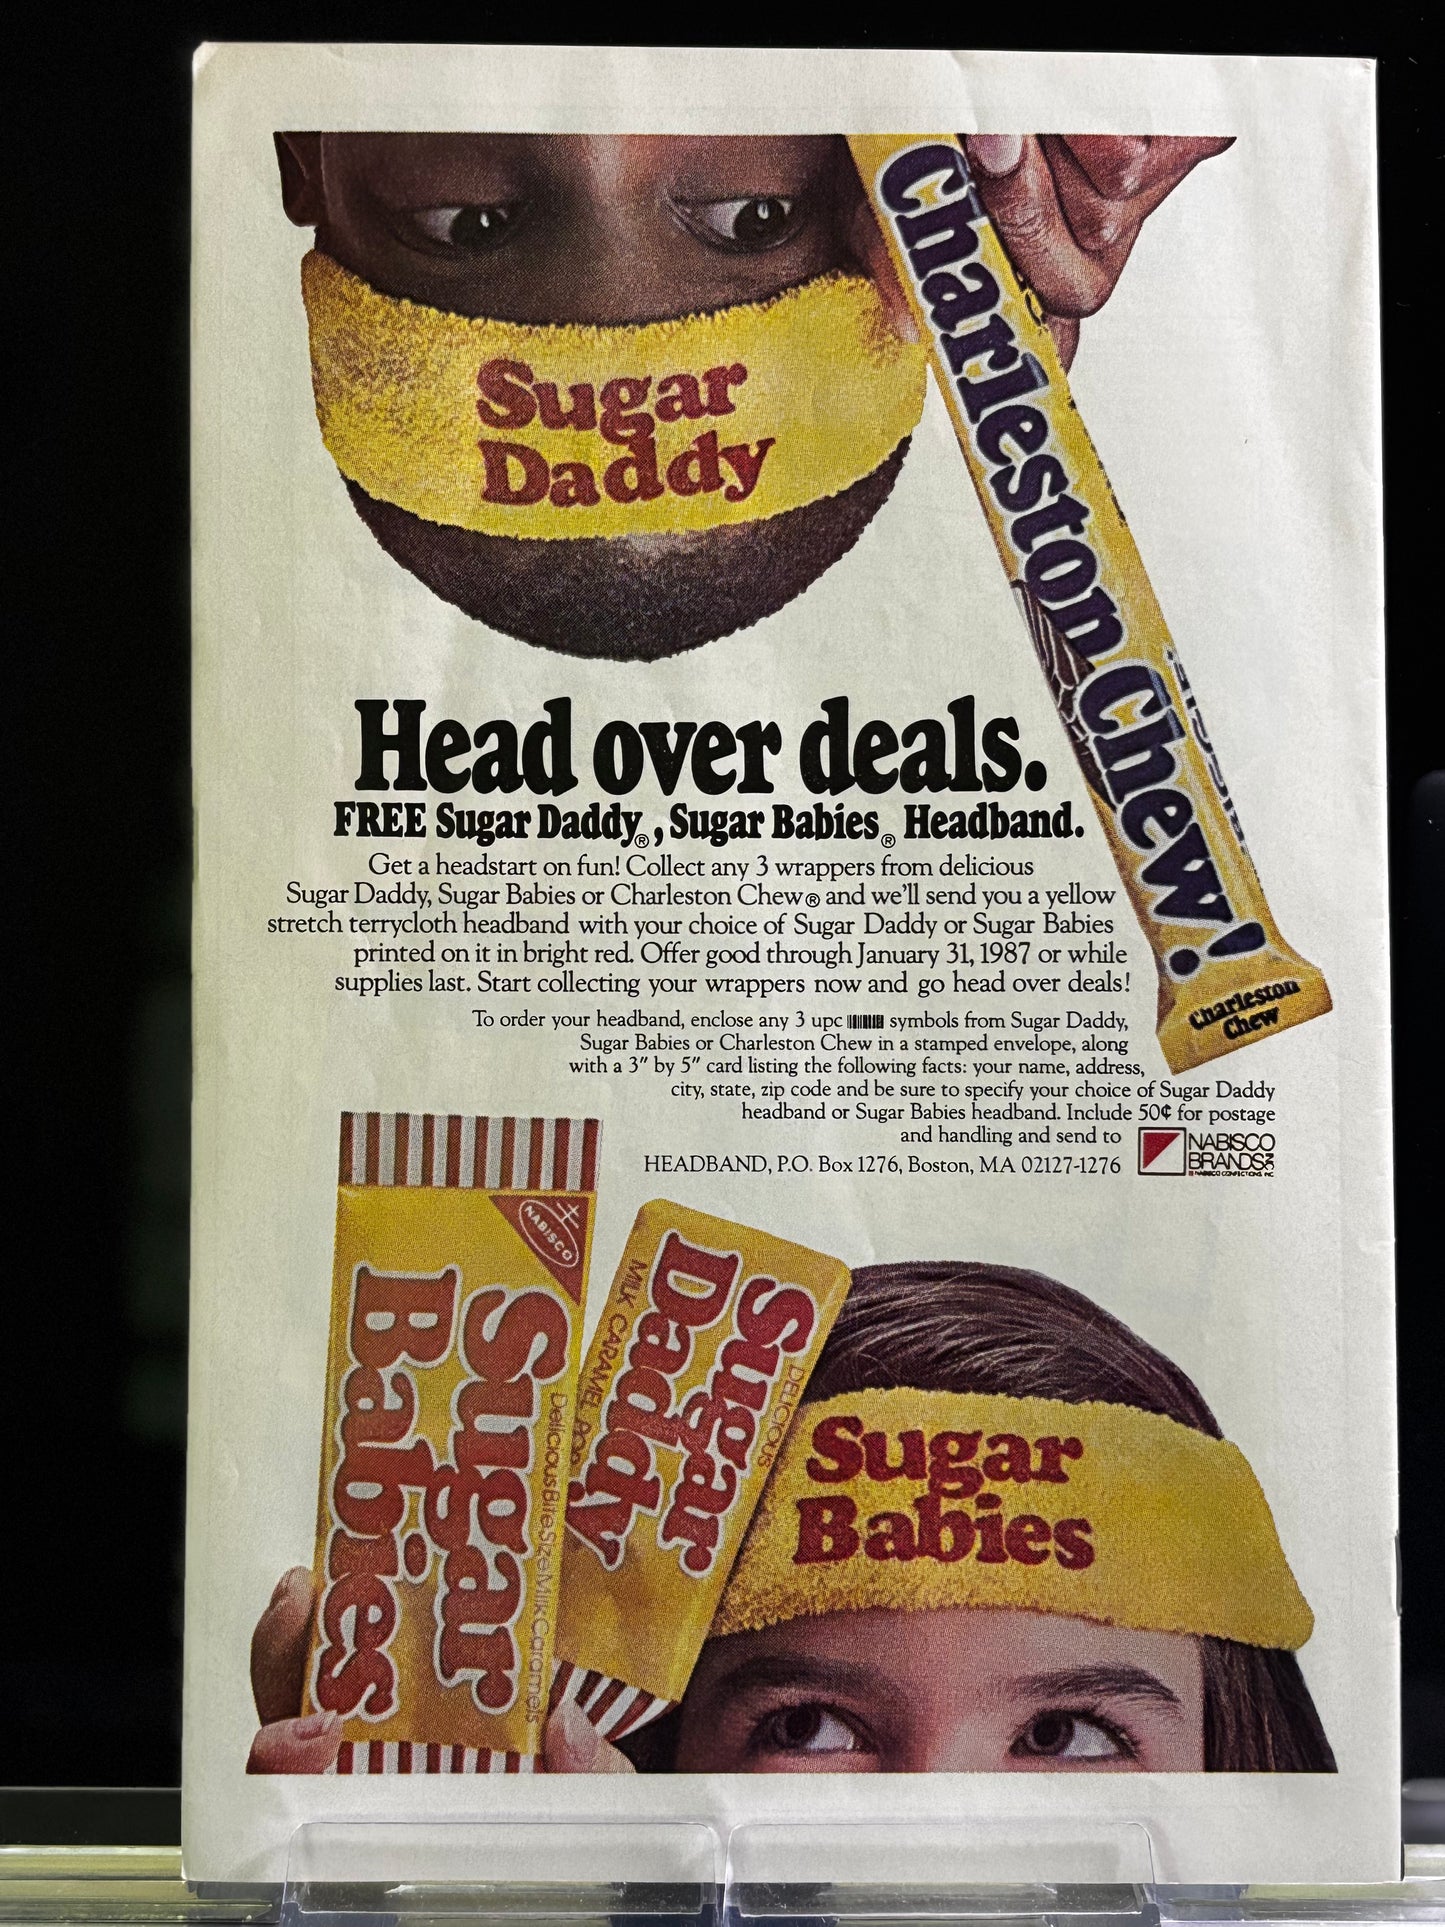 Sugar
Daddy
Charleston Chew!
Charleston
Chew
Head over deals.
FREE Sugar Daddy®, Sugar Babies® Headband.
Get a headstart on fun! Collect any 3 wrappers from delicious
Sugar Daddy, Sugar Babies or Charleston Chew® and we'll send you a yellow
stretch terrycloth headband with your choice of Sugar Daddy or Sugar Babies
printed on it in bright red. Offer good through January 31, 1987 or while
supplies last. Start collecting your wrappers now and go head over deals!
To order your headband, enclose any 3 upc symbols from Sugar Daddy,
Sugar Babies or Charleston Chew in a stamped envelope, along
with a 3" by 5" card listing the following facts: your name, address,
city, state, zip code and be sure to specify your choice of Sugar Daddy
headband or Sugar Babies headband. Include 50¢ for postage
and handling and send to
HEADBAND, P.O. Box 1276, Boston, MA 02127-1276
NABISCO
BRANDS INC
NABISCO CONFECTIONS, INC.
NABISCO
Sugar
Babies
Delicious Bite Size Milk Caramels
DELICIOUS
Sugar
Daddy
MILK CARAMEL POP
Sugar
Babies